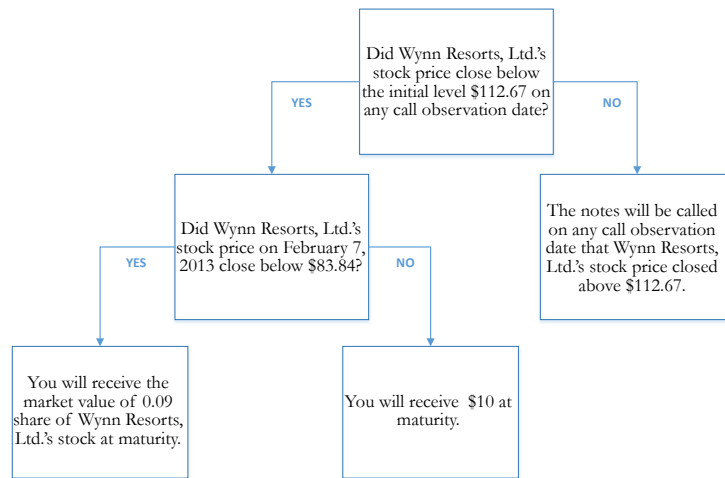 Did Wynn Resorts, Ltd.'s
stock price close below
the initial level $112.67 on
any call observation date?
YES
NO
Did Wynn Resorts, Ltd.'s
stock price on February 7,
2013 close below $83.84?
The notes will be called
on any call observation
date that Wynn Resorts,
Ltd.'s stock price closed
above $112.67.
YES
NO
You will receive the
market value of 0.09
share of Wynn Resorts,
Ltd.'s stock at maturity.
You will receive $10 at
maturity.